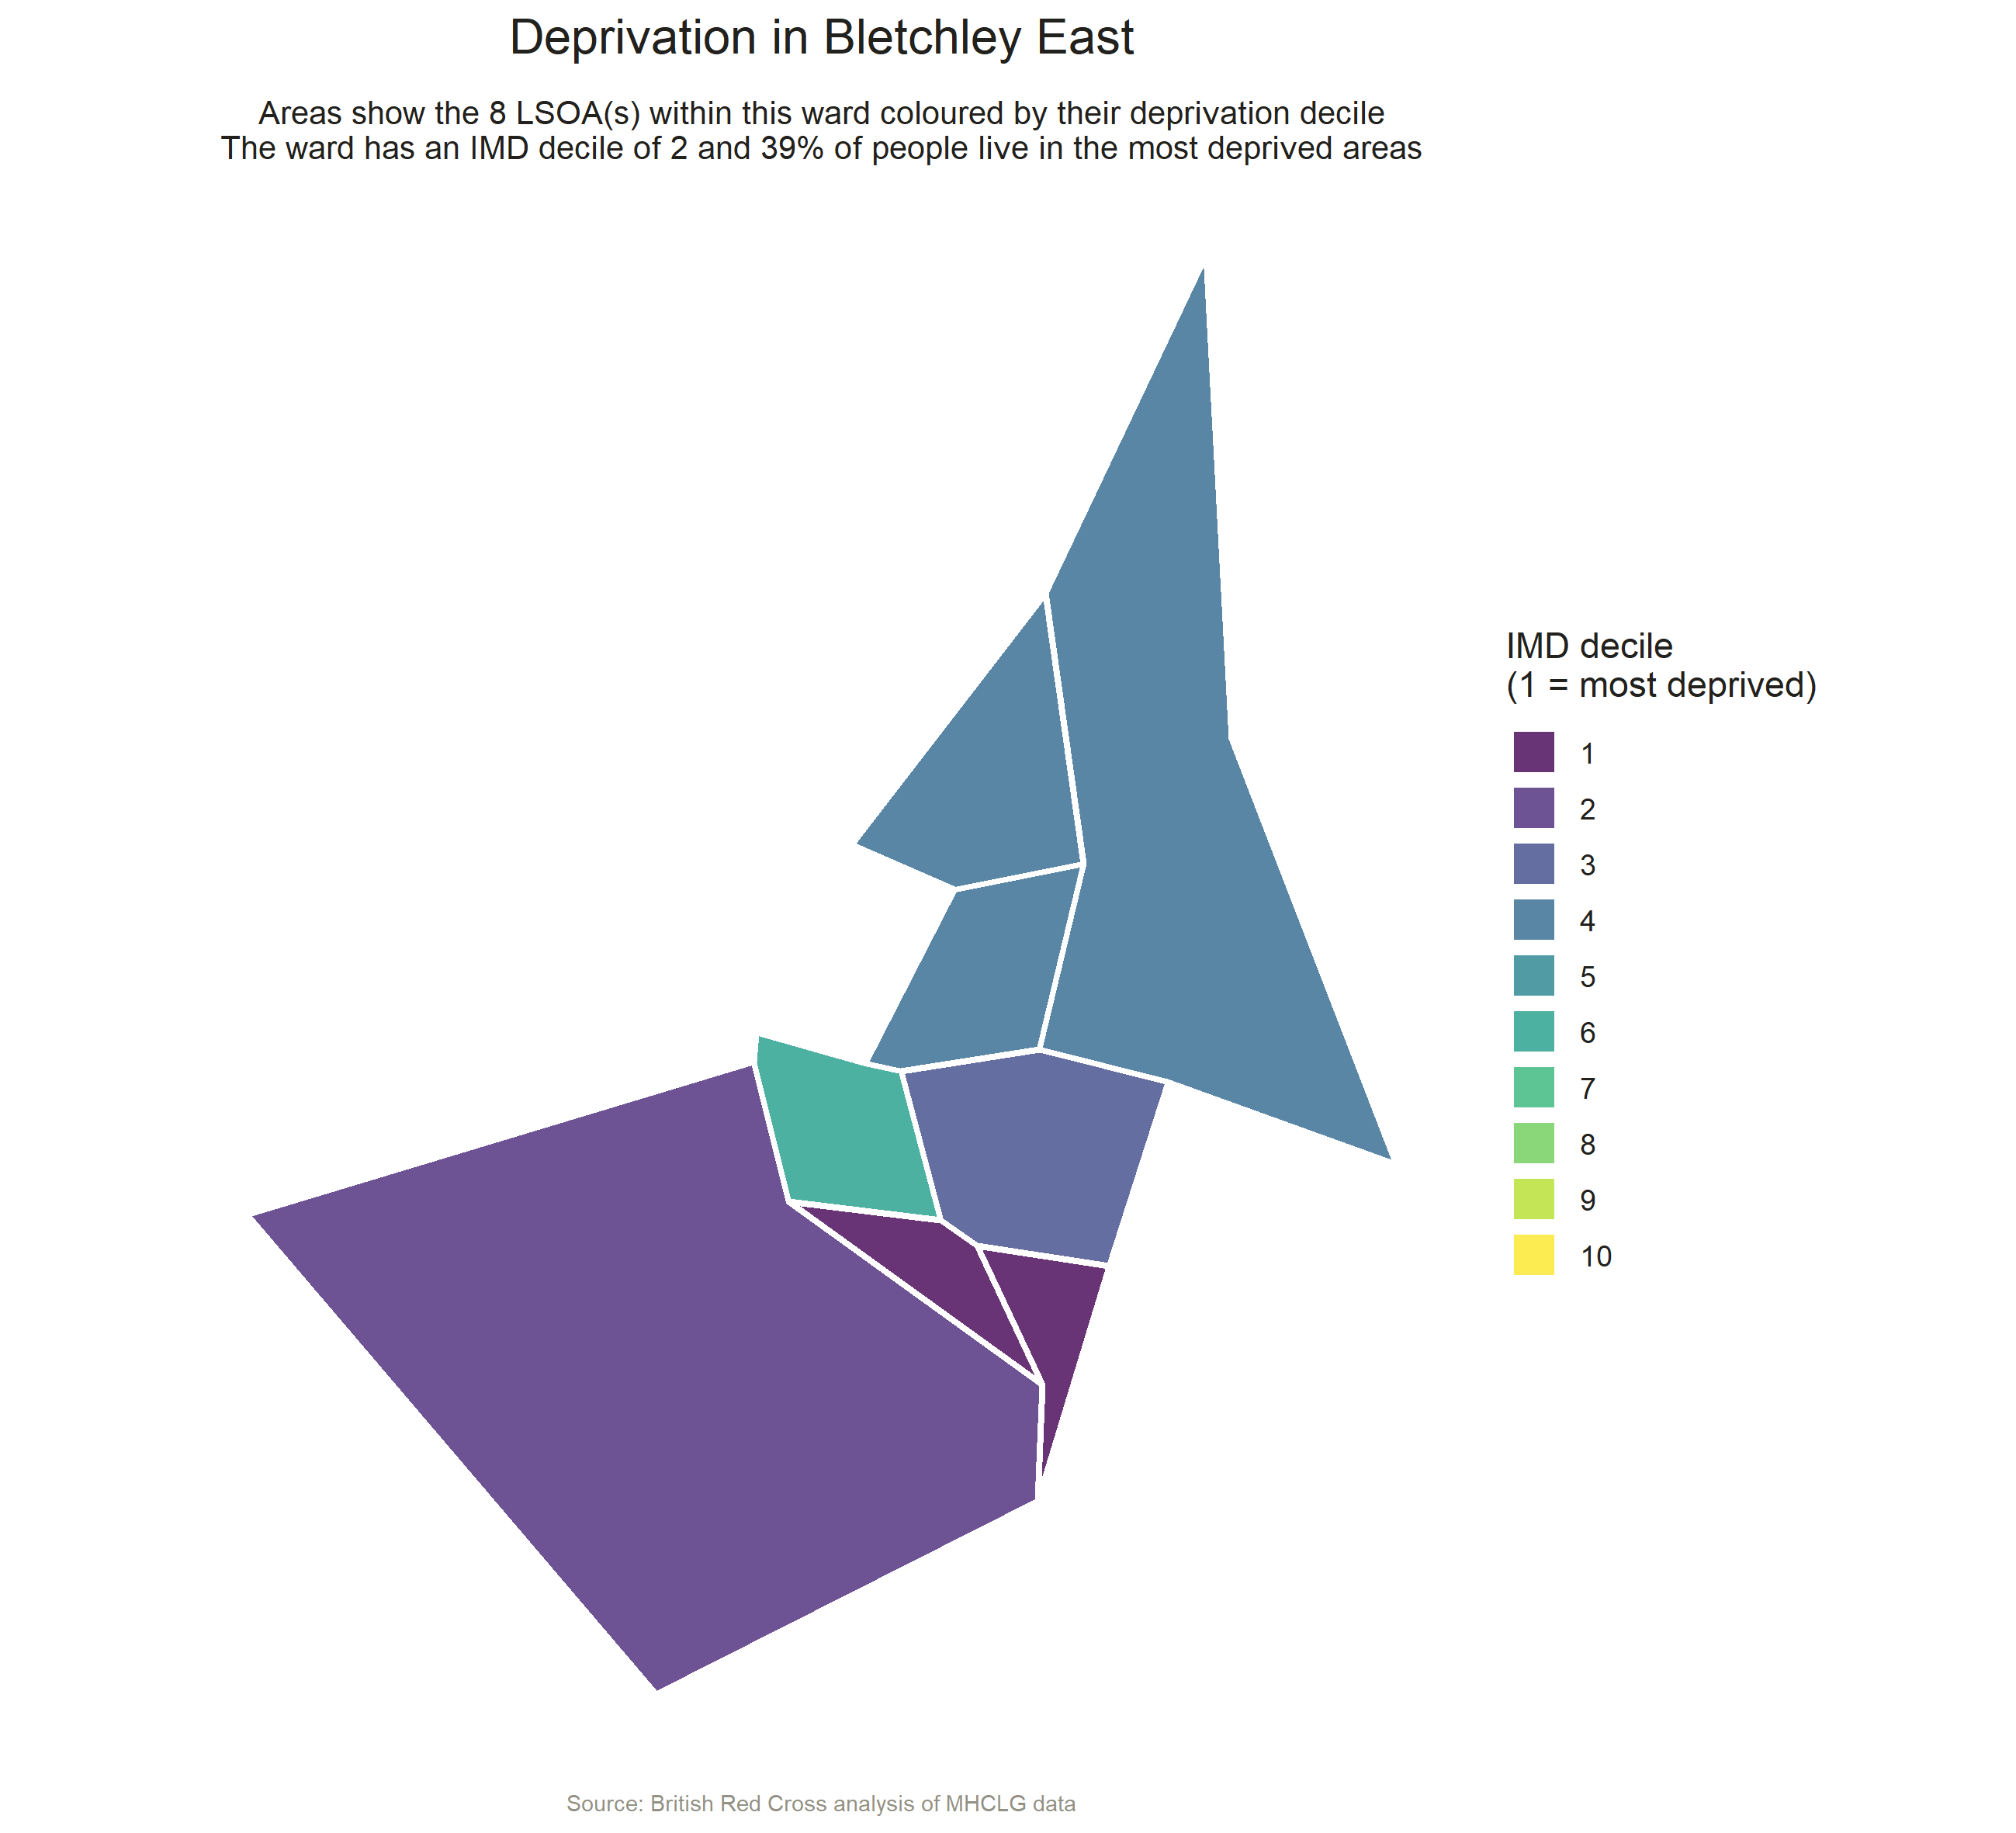 Deprivation in Bletchley East
Areas show the 8 LSOA(s) within this ward coloured by their deprivation decile
The ward has an IMD decile of 2 and 39% of people live in the most deprived areas
IMD decile
(1 = most deprived)
1
2
3
4
5
6
7
8
9
10
Source: British Red Cross analysis of MHCLG data